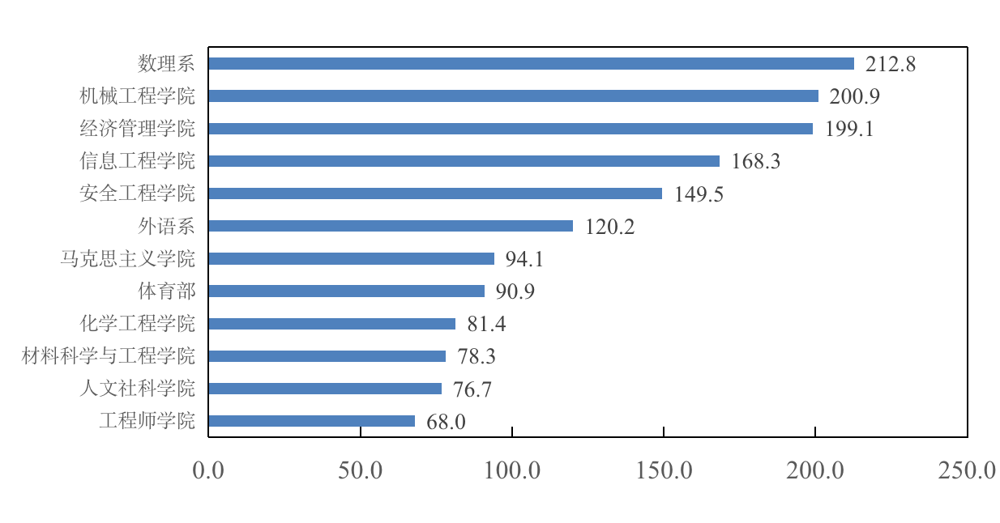 数理系 212.8
机械工程学院 200.9
经济管理学院 199.1
信息工程学院 168.3
安全工程学院 149.5
外语系 120.2
马克思主义学院 94.1
体育部 90.9
化学工程学院 81.4
材料科学与工程学院 78.3
人文社科学院 76.7
工程师学院 68.0
0.0 50.0 100.0 150.0 200.0 250.0